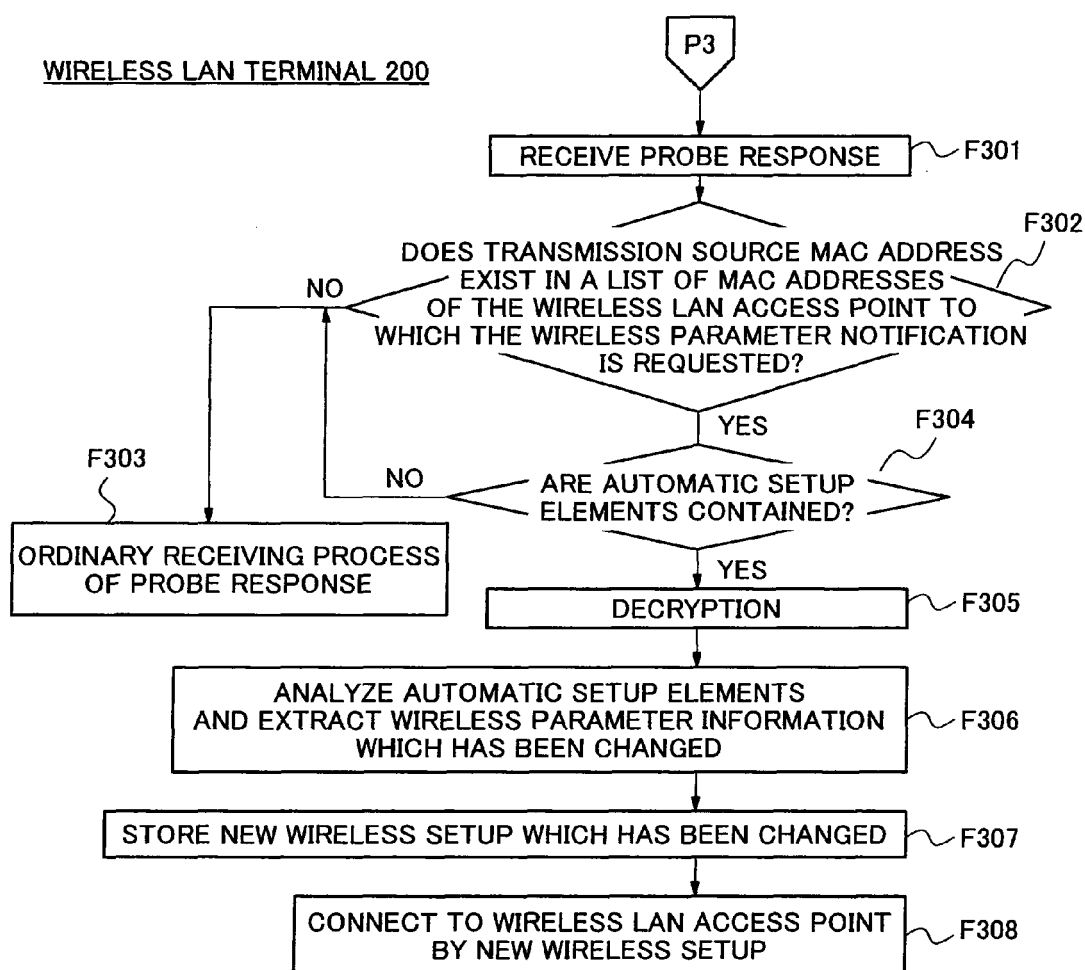 P3
WIRELESS LAN TERMINAL 200
RECEIVE PROBE RESPONSE
F301
F302
DOES TRANSMISSION SOURCE MAC ADDRESS
EXIST IN A LIST OF MAC ADDRESSES
OF THE WIRELESS LAN ACCESS POINT TO
WHICH THE WIRELESS PARAMETER NOTIFICATION
IS REQUESTED?
NO
YES
F304
ARE AUTOMATIC SETUP
ELEMENTS CONTAINED?
NO
F303
ORDINARY RECEIVING PROCESS
OF PROBE RESPONSE
YES
DECRYPTION
F305
ANALYZE AUTOMATIC SETUP ELEMENTS
AND EXTRACT WIRELESS PARAMETER INFORMATION
WHICH HAS BEEN CHANGED
F306
STORE NEW WIRELESS SETUP WHICH HAS BEEN CHANGED
F307
CONNECT TO WIRELESS LAN ACCESS POINT
BY NEW WIRELESS SETUP
F308